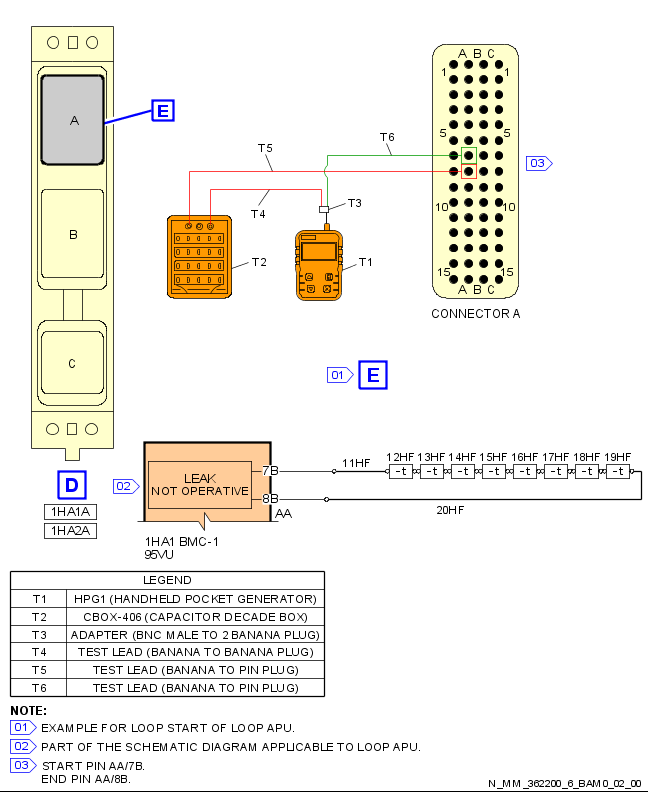 A B C
1 1
A
E
T6
T5
5 5
03
T4
T3
10 10
B
T2
T1
15 15
A B C
CONNECTOR A
C
01 E
11HF 12HF 13HF 14HF 15HF 16HF 17HF 18HF 19HF
LEAK
NOT OPERATIVE
7B
-t -t -t -t -t -t -t -t
D
02
8B
1HA1A
AA
20HF
1HA2A
1HA1 BMC-1
95VU
LEGEND
T1 HPG1 (HANDHELD POCKET GENERATOR)
T2 CBOX-406 (CAPACITOR DECADE BOX)
T3 ADAPTER (BNC MALE TO 2 BANANA PLUG)
T4 TEST LEAD (BANANA TO BANANA PLUG)
T5 TEST LEAD (BANANA TO PIN PLUG)
T6 TEST LEAD (BANANA TO PIN PLUG)
NOTE:
01 EXAMPLE FOR LOOP START OF LOOP APU.
02 PART OF THE SCHEMATIC DIAGRAM APPLICABLE TO LOOP APU.
03 START PIN AA/7B.
END PIN AA/8B.
N_MM_362200_6_BAM0_02_00